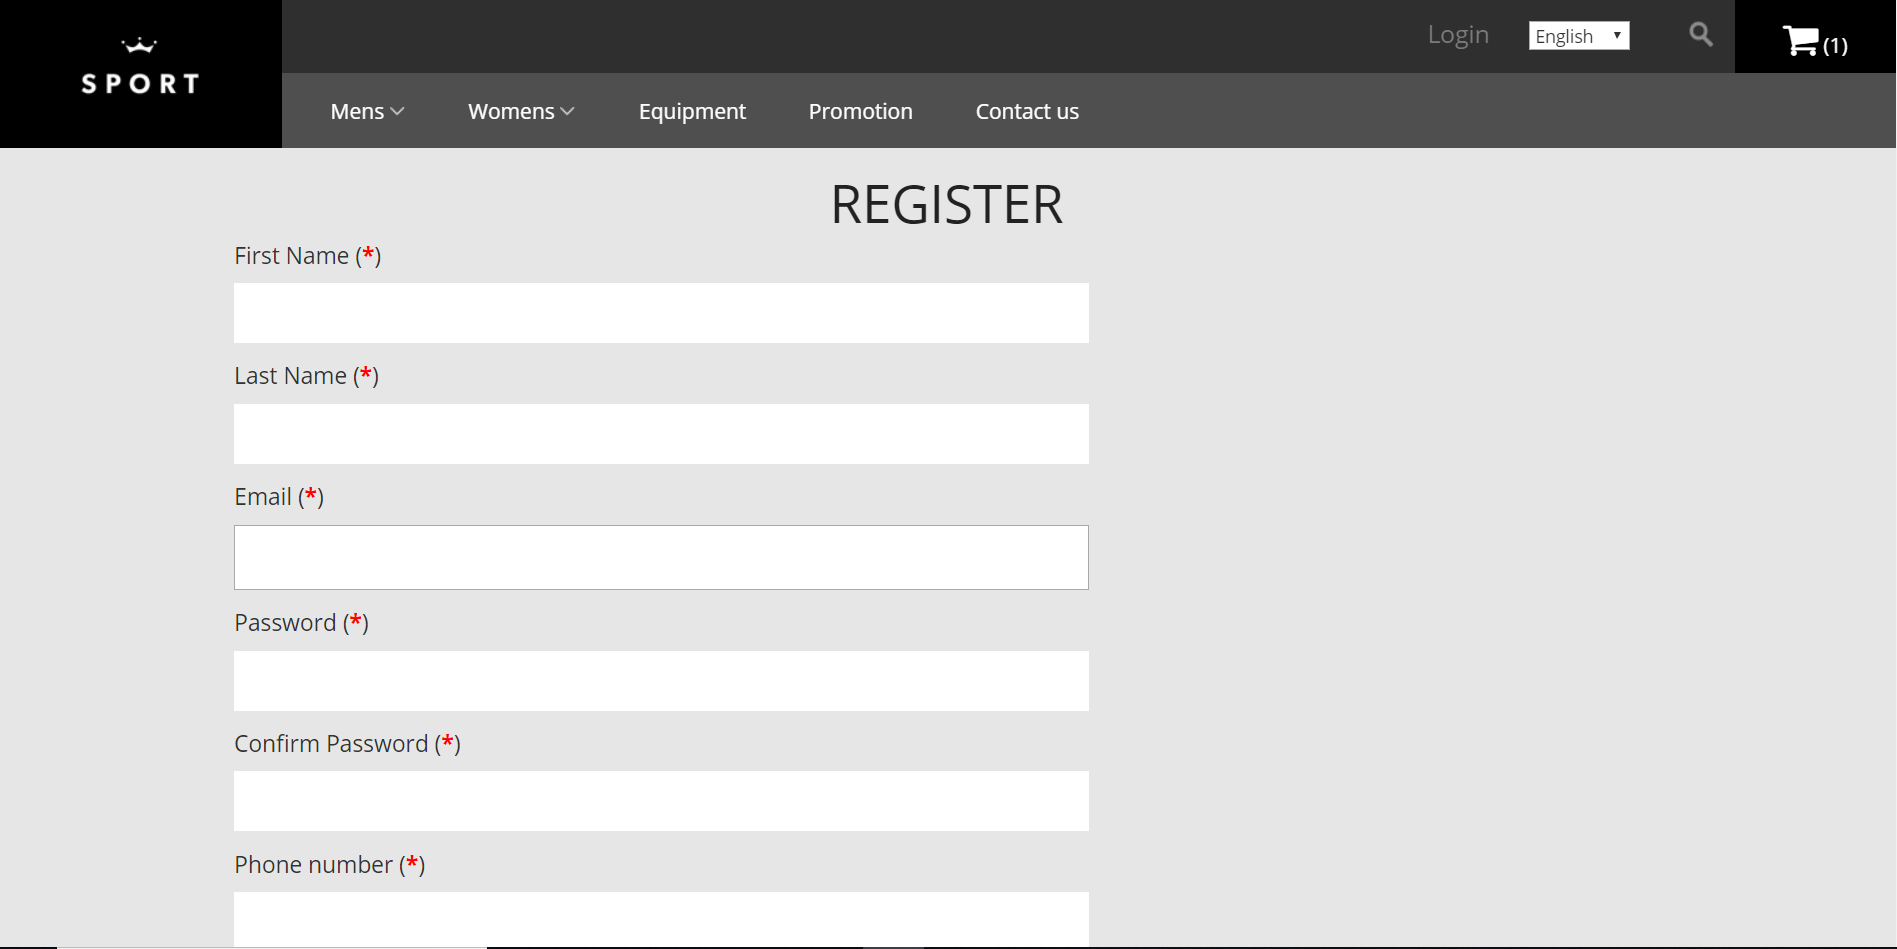 SPORT
Login
English
(1)
Mens
Womens
Equipment
Promotion
Contact us
REGISTER
First Name (*)
Last Name (*)
Email (*)
Password (*)
Confirm Password (*)
Phone number (*)